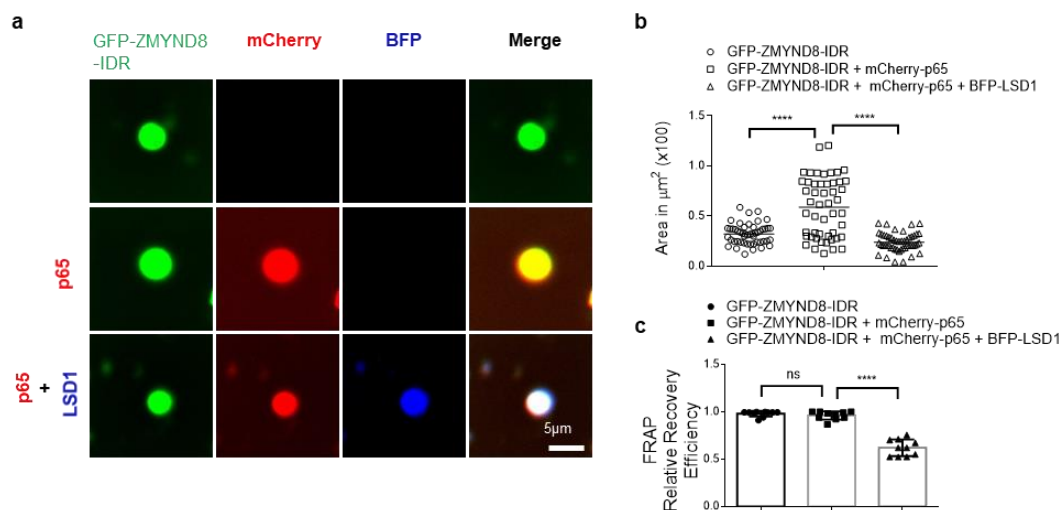 a
GFP-ZMYND8
-IDR
mCherry
BFP
Merge
p65
p65
+
LSD1
5μm
b
GFP-ZMYND8-IDR
GFP-ZMYND8-IDR + mCherry-p65
GFP-ZMYND8-IDR + mCherry-p65 + BFP-LSD1
Area in μm² (x100)
1.5
1.0
0.5
0.0
****
****
c
GFP-ZMYND8-IDR
GFP-ZMYND8-IDR + mCherry-p65
GFP-ZMYND8-IDR + mCherry-p65 + BFP-LSD1
FRAP
Relative Recovery
Efficiency
1.5
1.0
0.5
0.0
ns
****